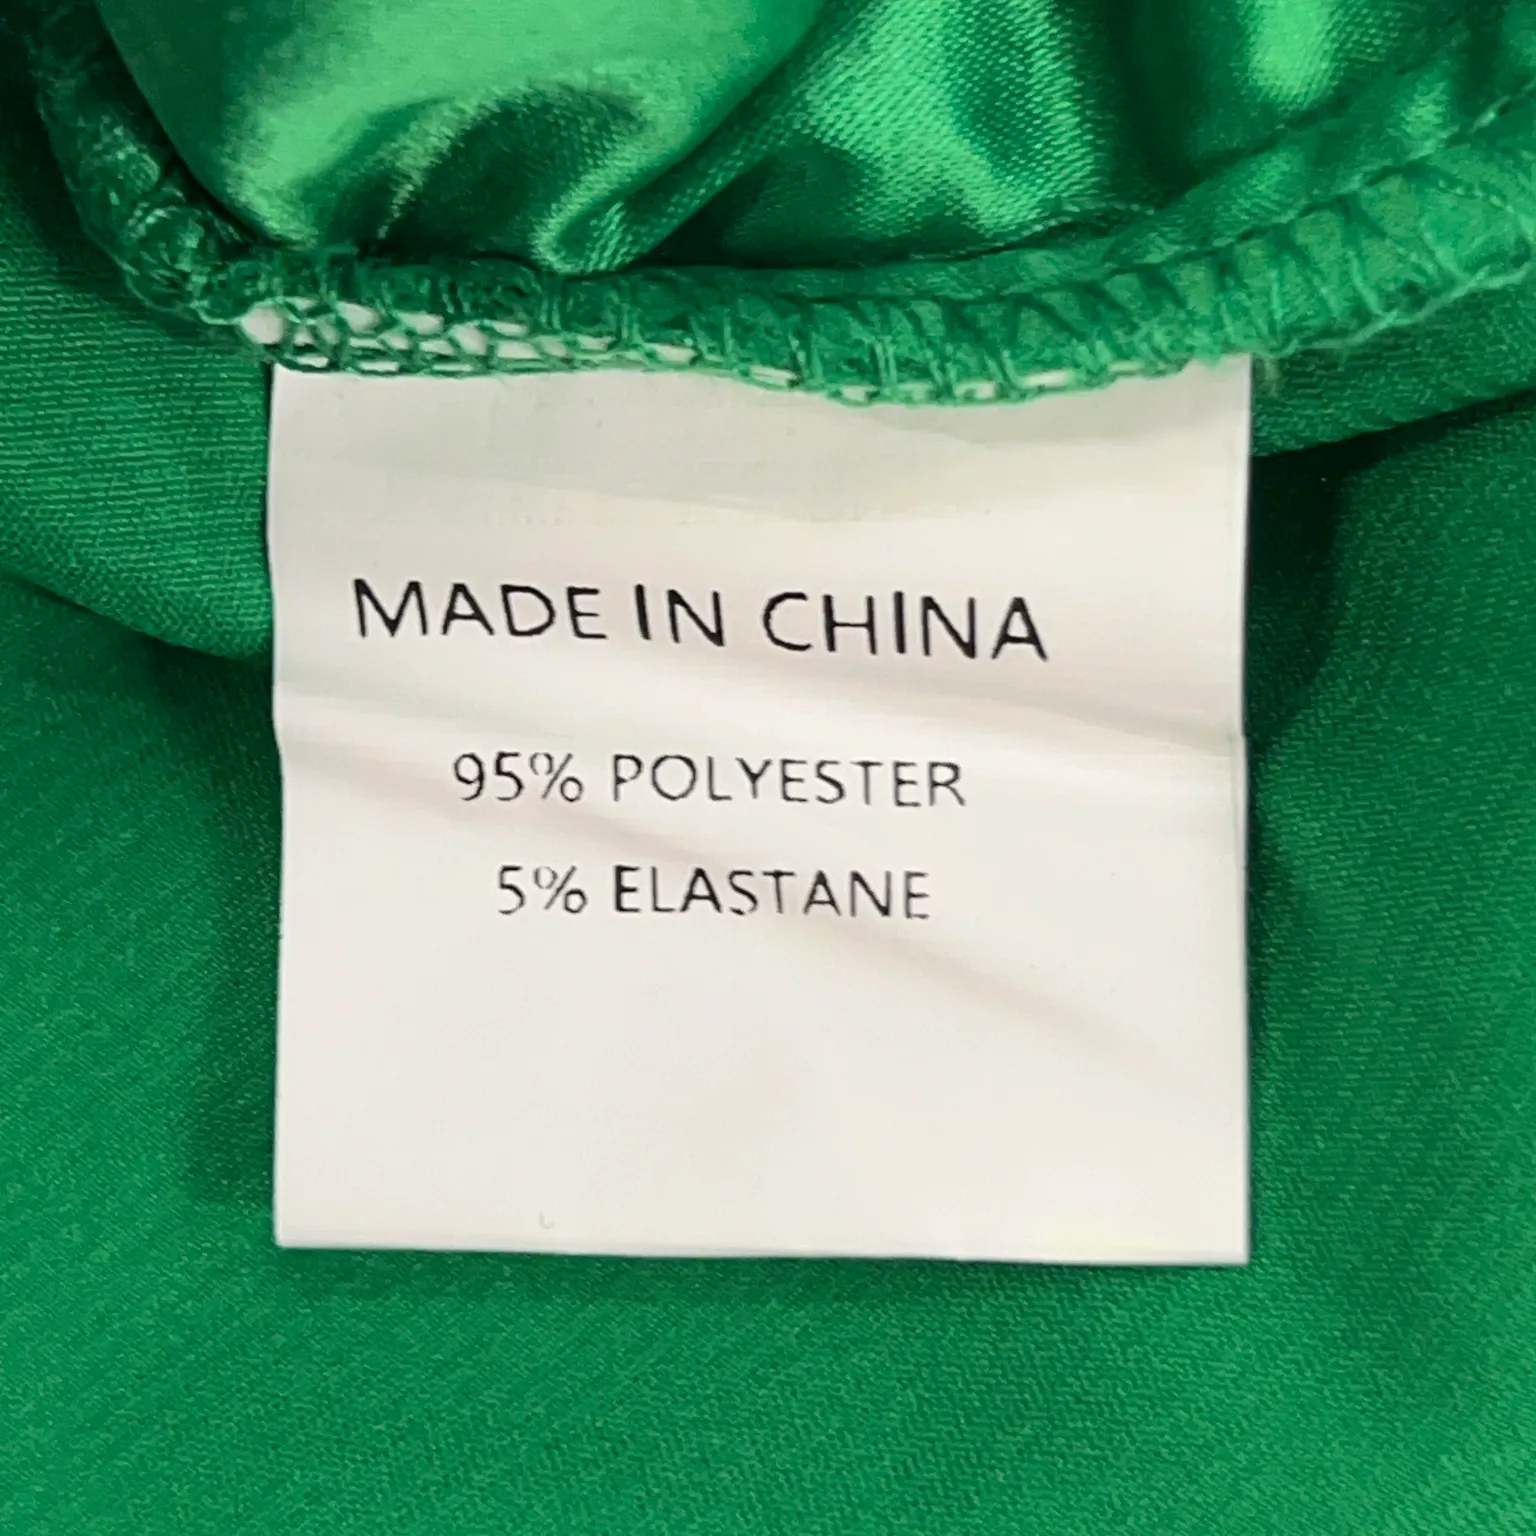 MADE IN CHINA
95% POLYESTER
5% ELASTANE